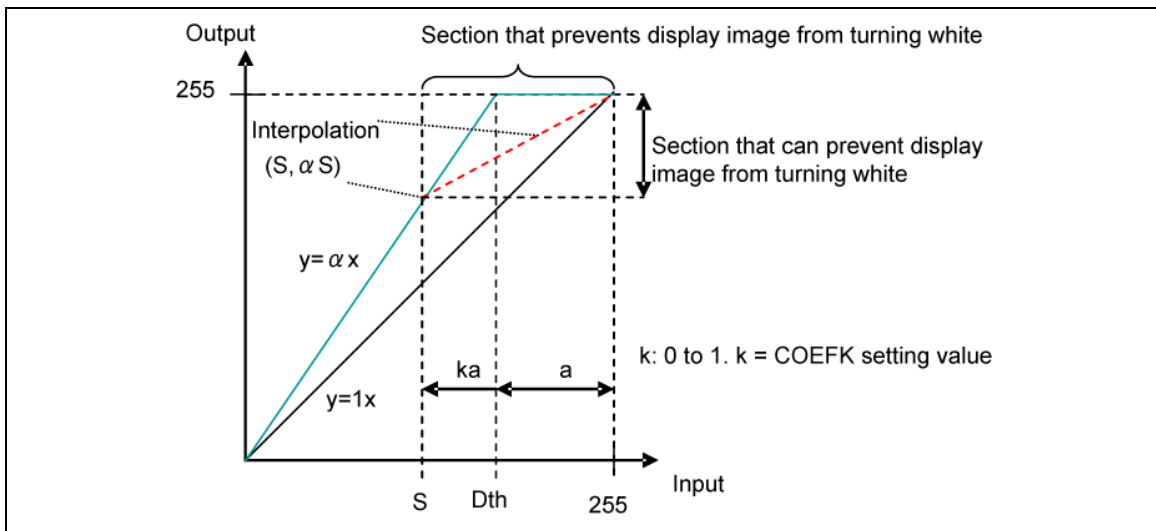 Output
Section that prevents display image from turning white
255
Interpolation
(S, α S)
Section that can prevent display
image from turning white
y= α x
k: 0 to 1. k = COEFK setting value
ka
a
y=1x
Input
S
Dth
255